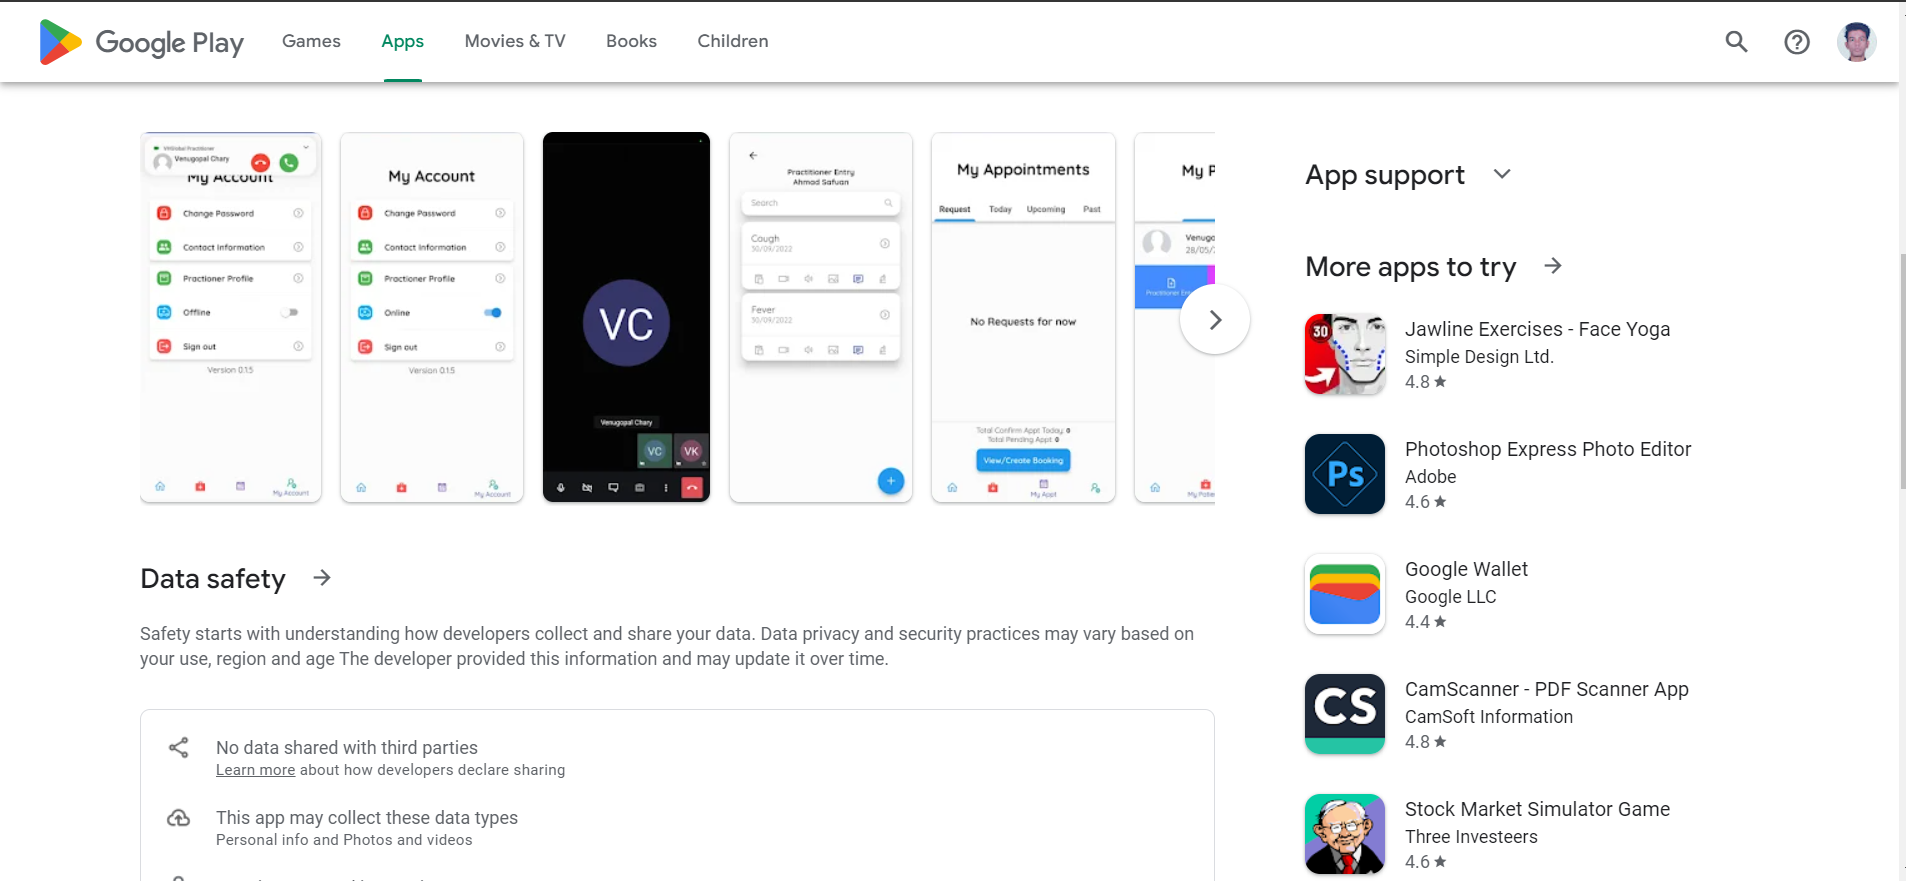 Google Play
Games
Apps
Movies & TV
Books
Children
VHGlobal Practitioner
Venugopal Chary
My Account
Change Password
Contact Information
Practioner Profile
Offline
Sign out
Version 0.1.5
My Account
My Account
Change Password
Contact Information
Practioner Profile
Online
Sign out
Version 0.1.5
My Account
VC
Venugopal Chary
VC
VK
Practitioner Entry
Ahmad Safuan
Search
Cough
30/09/2022
Fever
30/09/2022
+
My Appointments
Request
Today
Upcoming
Past
No Requests for now
Total Confirm Appt Today: 0
Total Pending Appt 0
View/Create Booking
My Appt
My P
Venugo
28/05/
Practitioner En
My Patie
App support
More apps to try
30
Jawline Exercises - Face Yoga
Simple Design Ltd.
4.8 ★
Ps
Photoshop Express Photo Editor
Adobe
4.6 ★
Google Wallet
Google LLC
4.4 ★
CS
CamScanner - PDF Scanner App
CamSoft Information
4.8 ★
Stock Market Simulator Game
Three Investeers
4.6 ★
Data safety
Safety starts with understanding how developers collect and share your data. Data privacy and security practices may vary based on
your use, region and age The developer provided this information and may update it over time.
No data shared with third parties
Learn more about how developers declare sharing
This app may collect these data types
Personal info and Photos and videos